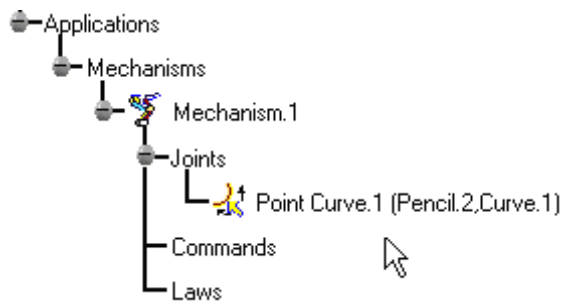 Applications
Mechanisms
Mechanism.1
Joints
Point Curve.1 (Pencil.2,Curve.1)
Commands
Laws